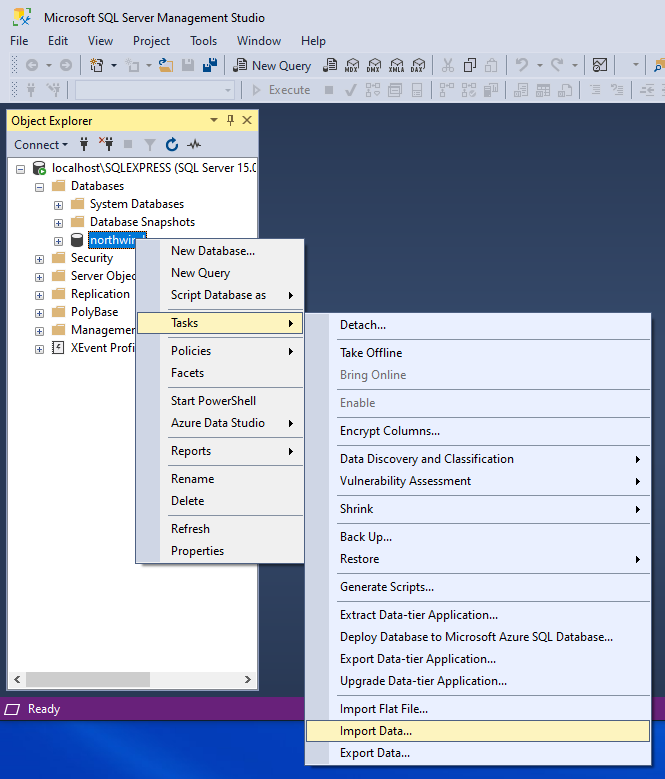 Microsoft SQL Server Management Studio
File Edit View Project Tools Window Help
New Query MDX DMX XMLA DAX
Execute
Object Explorer
Connect
localhost\SQLEXPRESS (SQL Server 15.0
Databases
System Databases
Database Snapshots
northwin
Security
Server Objec
Replication
PolyBase
Managemen
XEvent Profi
New Database...
New Query
Script Database as
Tasks
Policies
Facets
Start PowerShell
Azure Data Studio
Reports
Rename
Delete
Refresh
Properties
Detach...
Take Offline
Bring Online
Enable
Encrypt Columns...
Data Discovery and Classification
Vulnerability Assessment
Shrink
Back Up...
Restore
Generate Scripts...
Extract Data-tier Application...
Deploy Database to Microsoft Azure SQL Database...
Export Data-tier Application...
Upgrade Data-tier Application...
Import Flat File...
Import Data...
Export Data...
Ready